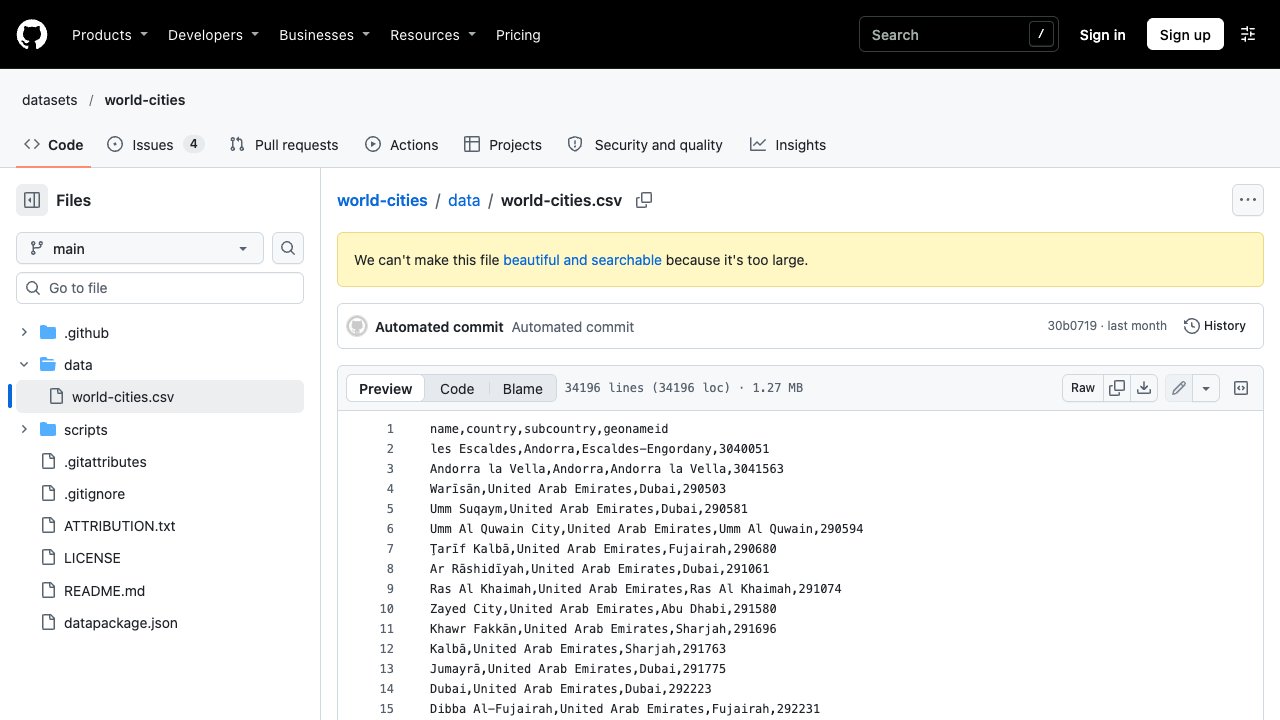 Products Developers Businesses Resources Pricing Search / Sign in Sign up
datasets / world-cities
Code Issues 4 Pull requests Actions Projects Security and quality Insights
Files
main
Go to file
.github
data
world-cities.csv
scripts
.gitattributes
.gitignore
ATTRIBUTION.txt
LICENSE
README.md
datapackage.json
world-cities / data / world-cities.csv
We can't make this file beautiful and searchable because it's too large.
Automated commit Automated commit 30b0719 · last month History
Preview Code Blame 34196 lines (34196 loc) · 1.27 MB Raw
1 name,country,subcountry,geonameid
2 les Escaldes,Andorra,Escaldes-Engordany,3040051
3 Andorra la Vella,Andorra,Andorra la Vella,3041563
4 Warīsān,United Arab Emirates,Dubai,290503
5 Umm Suqaym,United Arab Emirates,Dubai,290581
6 Umm Al Quwain City,United Arab Emirates,Umm Al Quwain,290594
7 Ţarīf Kalbā,United Arab Emirates,Fujairah,290680
8 Ar Rāshidīyah,United Arab Emirates,Dubai,291061
9 Ras Al Khaimah,United Arab Emirates,Ras Al Khaimah,291074
10 Zayed City,United Arab Emirates,Abu Dhabi,291580
11 Khawr Fakkān,United Arab Emirates,Sharjah,291696
12 Kalbā,United Arab Emirates,Sharjah,291763
13 Jumayrā,United Arab Emirates,Dubai,291775
14 Dubai,United Arab Emirates,Dubai,292223
15 Dibba Al-Fujairah,United Arab Emirates,Fujairah,292231